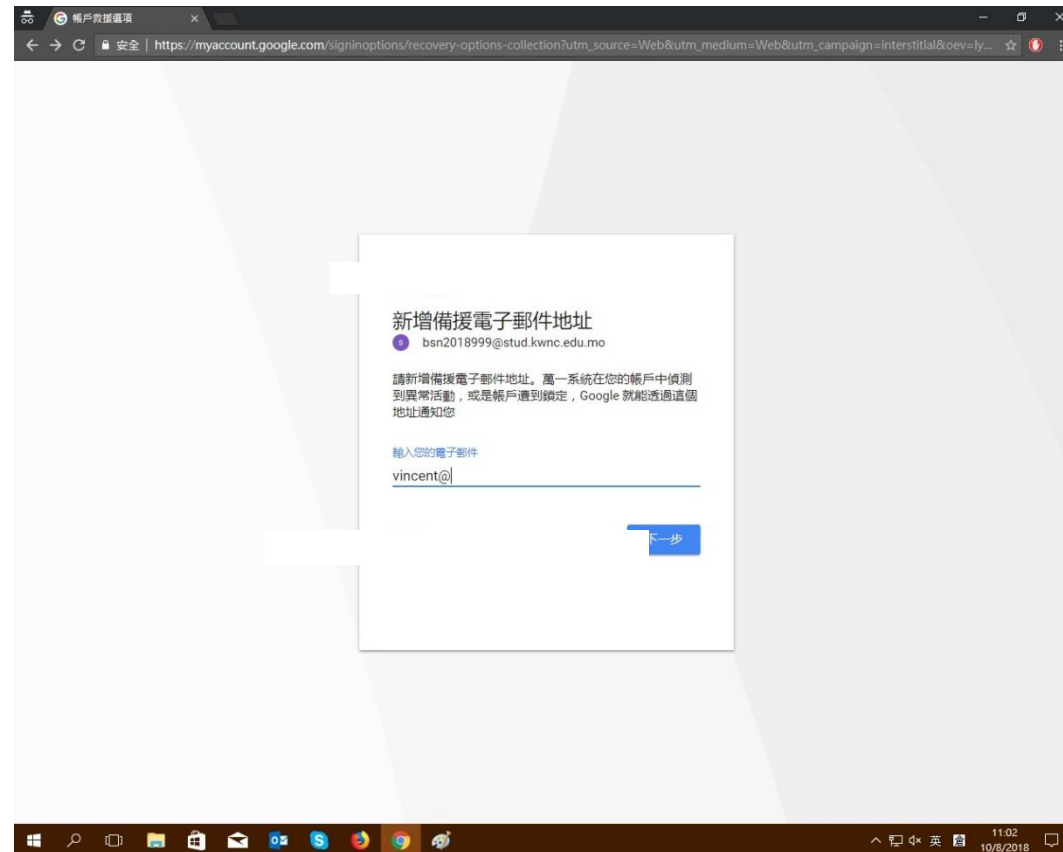 帳戶救援選項
安全 | https://myaccount.google.com/signinoptions/recovery-options-collection?utm_source=Web&utm_medium=Web&utm_campaign=interstitial&oev=ly...
新增備援電子郵件地址
s bsn2018999@stud.kwnc.edu.mo
請新增備援電子郵件地址。萬一系統在您的帳戶中偵測
到異常活動，或是帳戶遭到鎖定，Google 就能透過這個
地址通知您
輸入您的電子郵件
vincent@
下一步
英 倉 11:02
10/8/2018